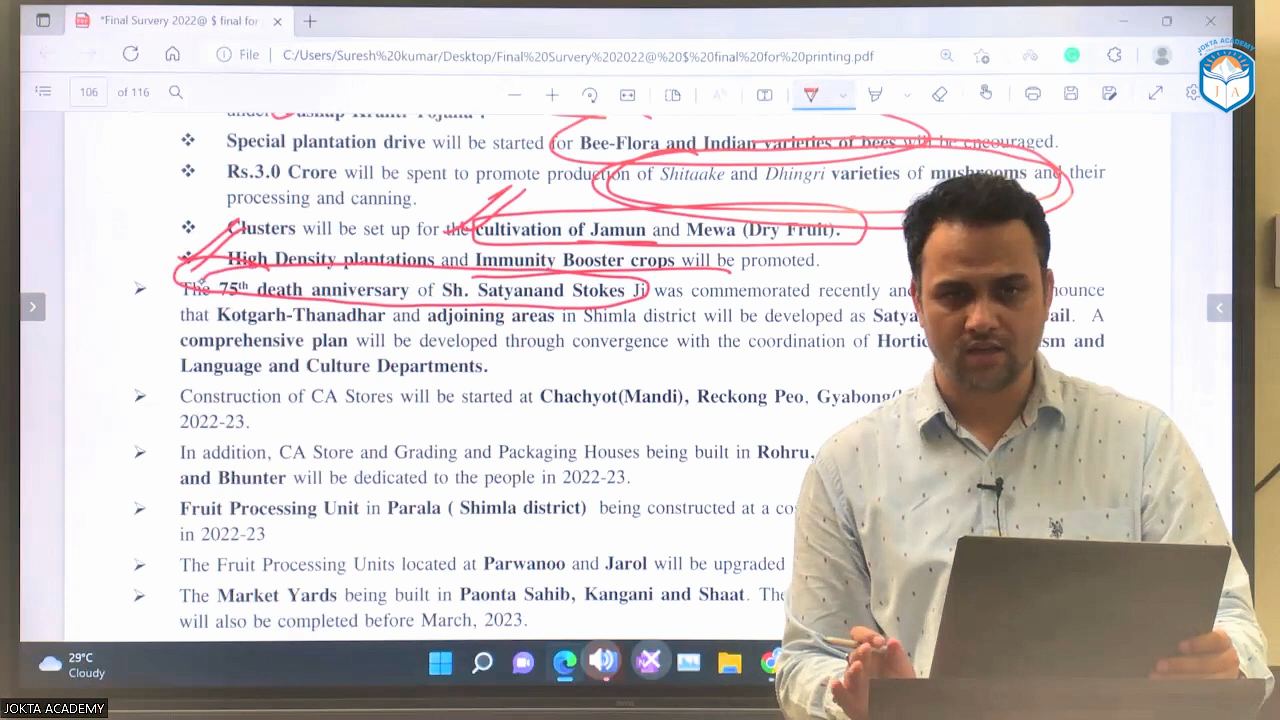 *Final Survery 2022@ $ final for
JOKTA ACADEMY
J A
File
C:/Users/Suresh%20kumar/Desktop/Final%20Survery%202022@%20$%20final%20for%20printing.pdf
106 of 116
Special plantation drive will be started for Bee-Flora and Indian varieties of bees will be encouraged.
Rs.3.0 Crore will be spent to promote production of Shitaake and Dhingri varieties of mushrooms and their
processing and canning.
Clusters will be set up for the cultivation of Jamun and Mewa (Dry Fruit).
High Density plantations and Immunity Booster crops will be promoted.
The 75th death anniversary of Sh. Satyanand Stokes Ji was commemorated recently
that Kotgarh-Thanadhar and adjoining areas in Shimla district will be developed as A
comprehensive plan will be developed through convergence with the coordination of and
Language and Culture Departments.
Construction of CA Stores will be started at Chachyot(Mandi), Reckong Peo,
2022-23.
In addition, CA Store and Grading and Packaging Houses being built in Rohru,
and Bhunter will be dedicated to the people in 2022-23.
Fruit Processing Unit in Parala ( Shimla district) being constructed at a
in 2022-23
The Fruit Processing Units located at Parwanoo and Jarol will be upgraded
The Market Yards being built in Paonta Sahib, Kangani and Shaat.
will also be completed before March, 2023.
29°C
Cloudy
JOKTA ACADEMY